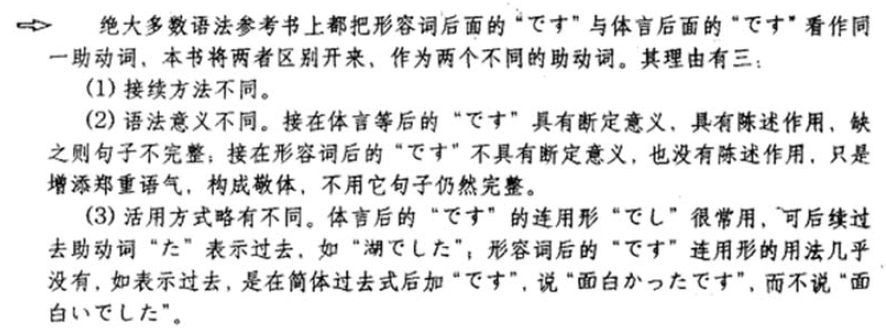 ⇨ 绝大多数语法参考书上都把形容词后面的“です”与体言后面的“です”看作同
一助动词，本书将两者区别开来，作为两个不同的助动词。其理由有三：
(1) 接续方法不同。
(2) 语法意义不同。接在体言等后的“です”具有断定意义，具有陈述作用，缺
之则句子不完整；接在形容词后的“です”不具有断定意义，也没有陈述作用，只是
增添郑重语气，构成敬体，不用它句子仍然完整。
(3) 活用方式略有不同。体言后的“です”的连用形“でし”很常用，可后续过
去助动词“た”表示过去，如“湖でした”；形容词后的“です”连用形的用法几乎
没有，如表示过去，是在简体过去式后加“です”，说“面白かったです”，而不说“面
白いでした”。